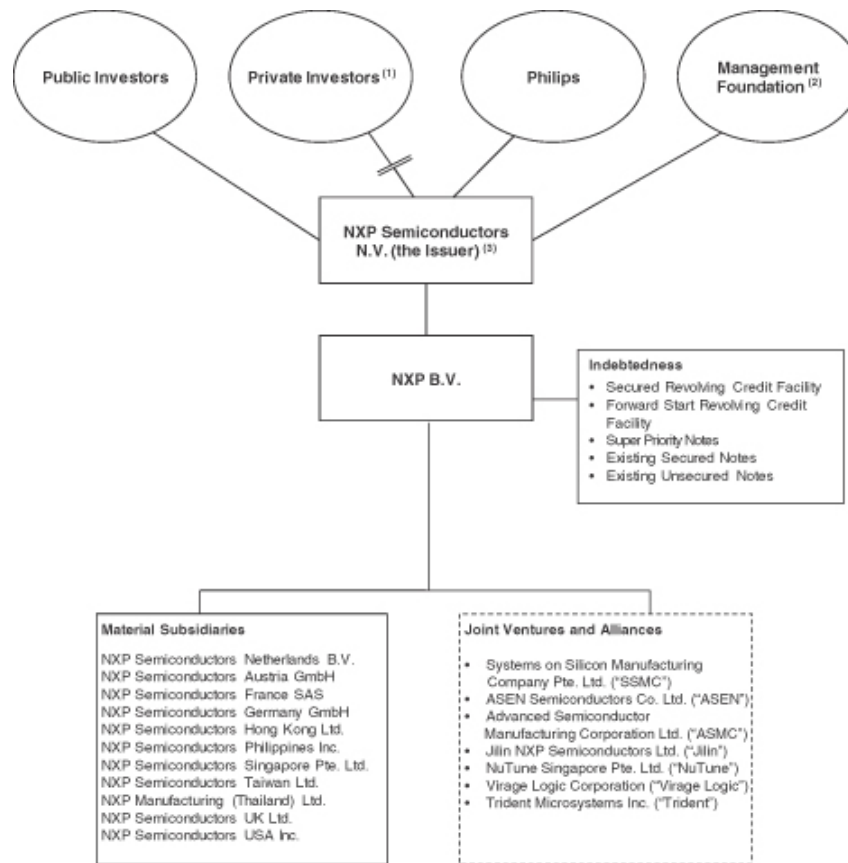 Public Investors
Private Investors (1)
Philips
Management
Foundation (2)
NXP Semiconductors
N.V. (the Issuer) (3)
NXP B.V.
Indebtedness
• Secured Revolving Credit Facility
• Forward Start Revolving Credit
Facility
• Super Priority Notes
• Existing Secured Notes
• Existing Unsecured Notes
Material Subsidiaries
NXP Semiconductors Netherlands B.V.
NXP Semiconductors Austria GmbH
NXP Semiconductors France SAS
NXP Semiconductors Germany GmbH
NXP Semiconductors Hong Kong Ltd.
NXP Semiconductors Philippines Inc.
NXP Semiconductors Singapore Pte. Ltd.
NXP Semiconductors Taiwan Ltd.
NXP Manufacturing (Thailand) Ltd.
NXP Semiconductors UK Ltd.
NXP Semiconductors USA Inc.
Joint Ventures and Alliances
• Systems on Silicon Manufacturing
Company Pte. Ltd. (“SSMC”)
• ASEN Semiconductors Co. Ltd. (“ASEN”)
• Advanced Semiconductor
Manufacturing Corporation Ltd. (“ASMC”)
• Jilin NXP Semiconductors Ltd. (“Jilin”)
• NuTune Singapore Pte. Ltd. (“NuTune”)
• Virage Logic Corporation (“Virage Logic”)
• Trident Microsystems Inc. (“Trident”)